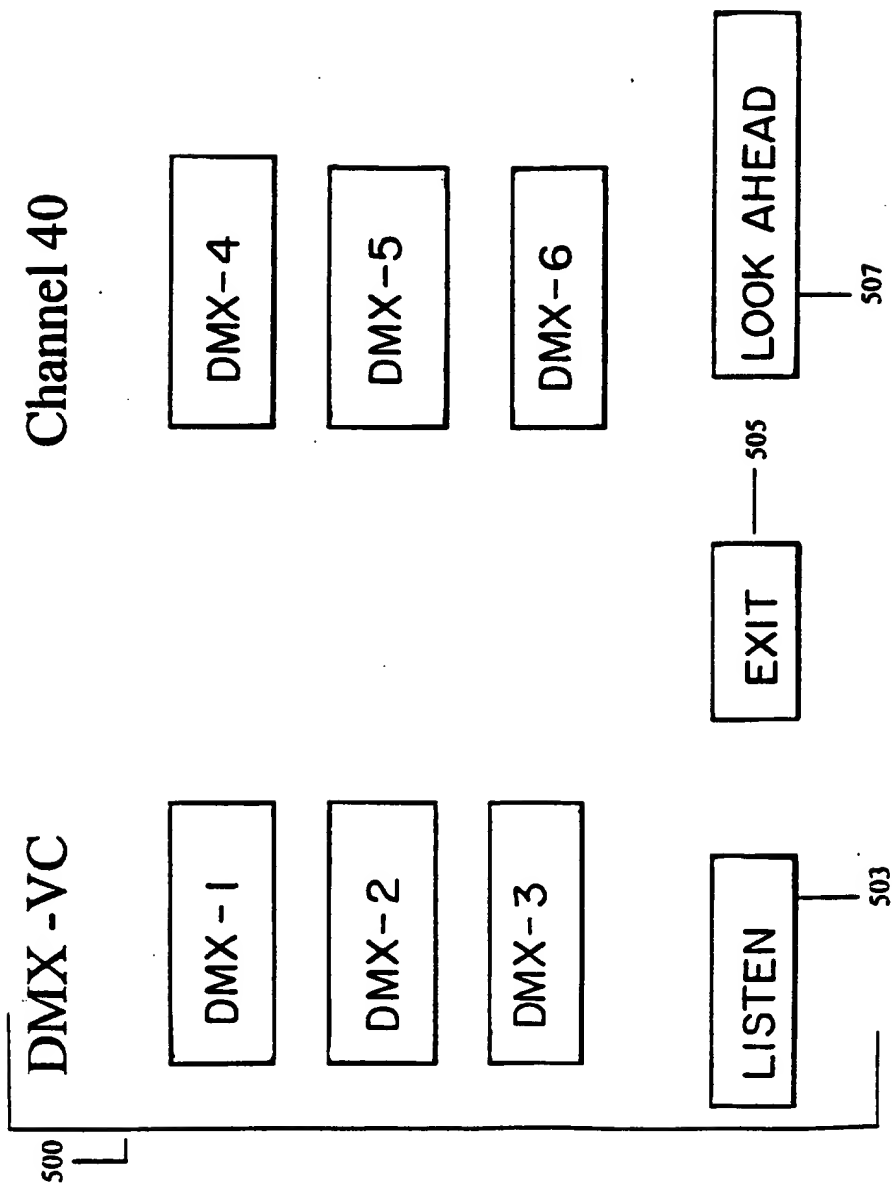 DMX-VC
Channel 40
DMX-1
DMX-4
DMX-2
DMX-5
DMX-3
DMX-6
LISTEN
EXIT
LOOK AHEAD
500
503
505
507